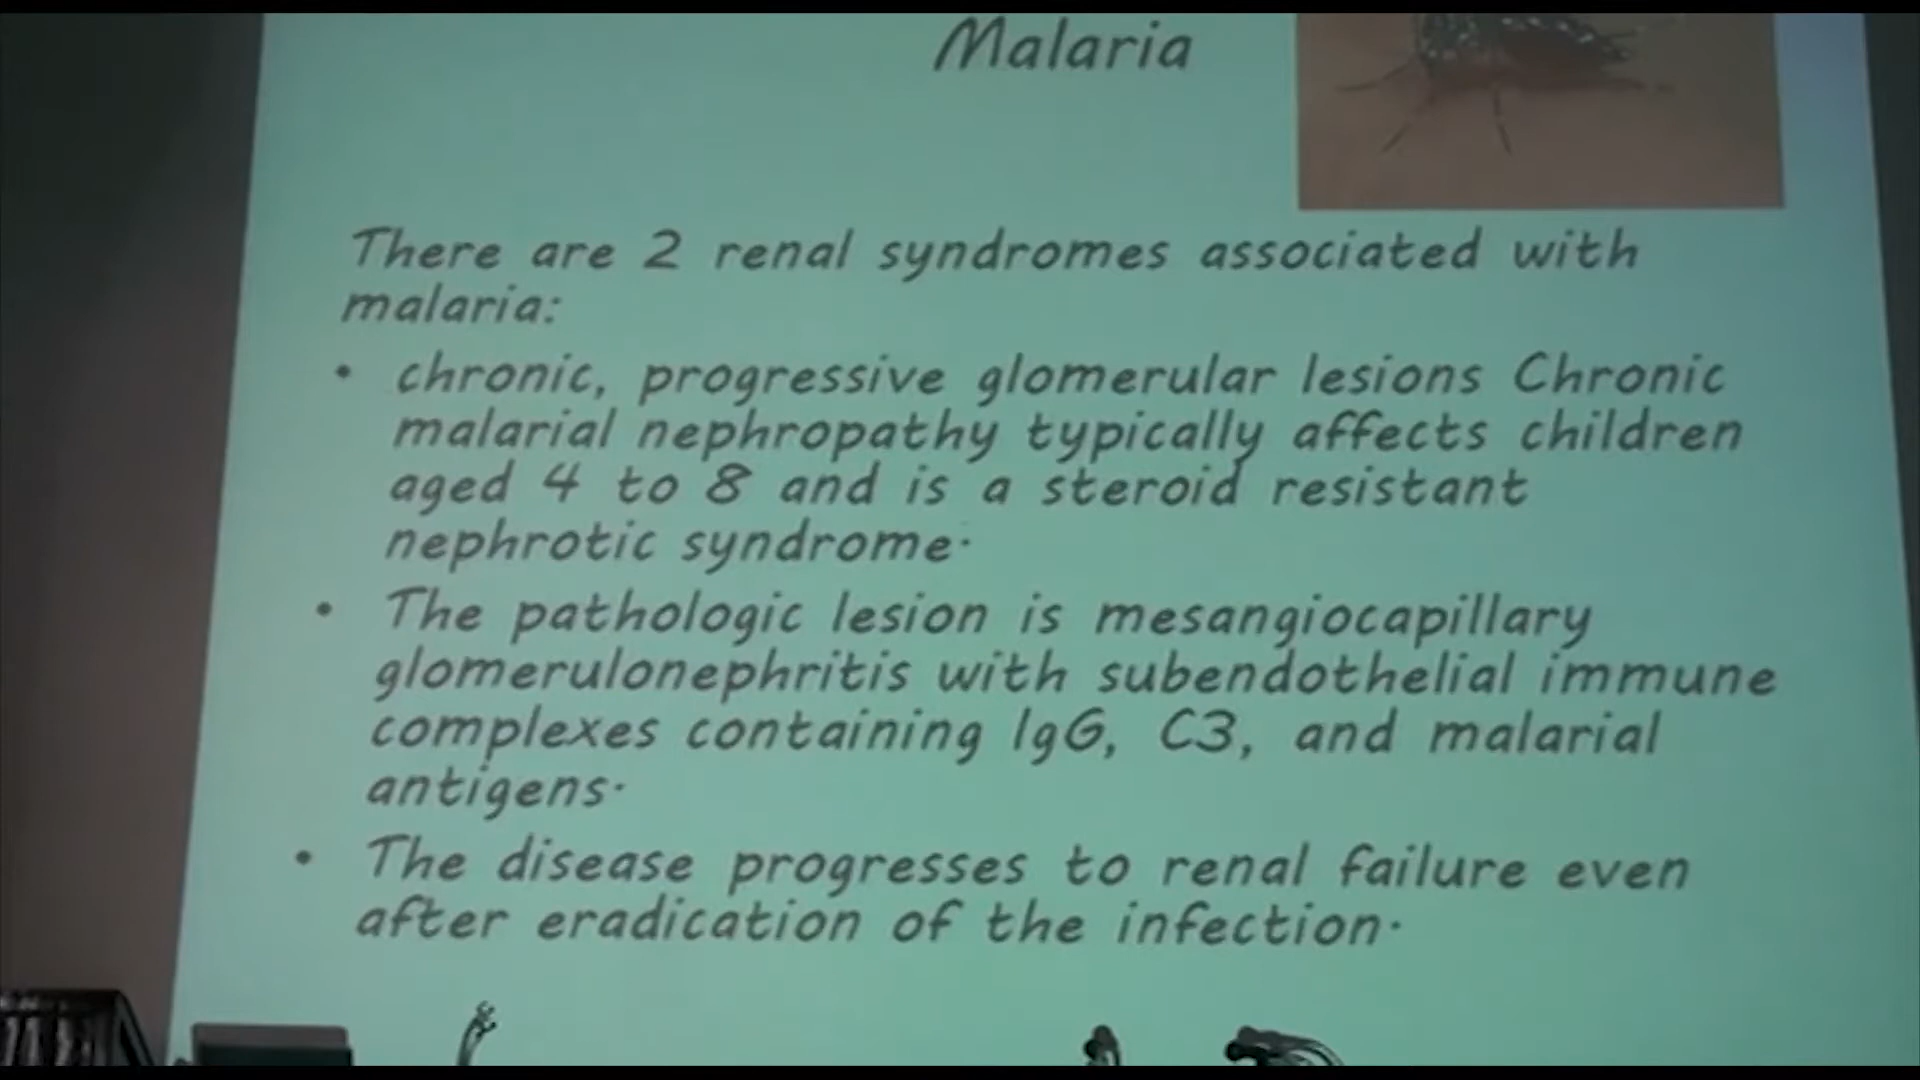 Malaria
There are 2 renal syndromes associated with
malaria:
• chronic, progressive glomerular lesions Chronic
malarial nephropathy typically affects children
aged 4 to 8 and is a steroid resistant
nephrotic syndrome.
• The pathologic lesion is mesangiocapillary
glomerulonephritis with subendothelial immune
complexes containing IgG, C3, and malarial
antigens.
• The disease progresses to renal failure even
after eradication of the infection.